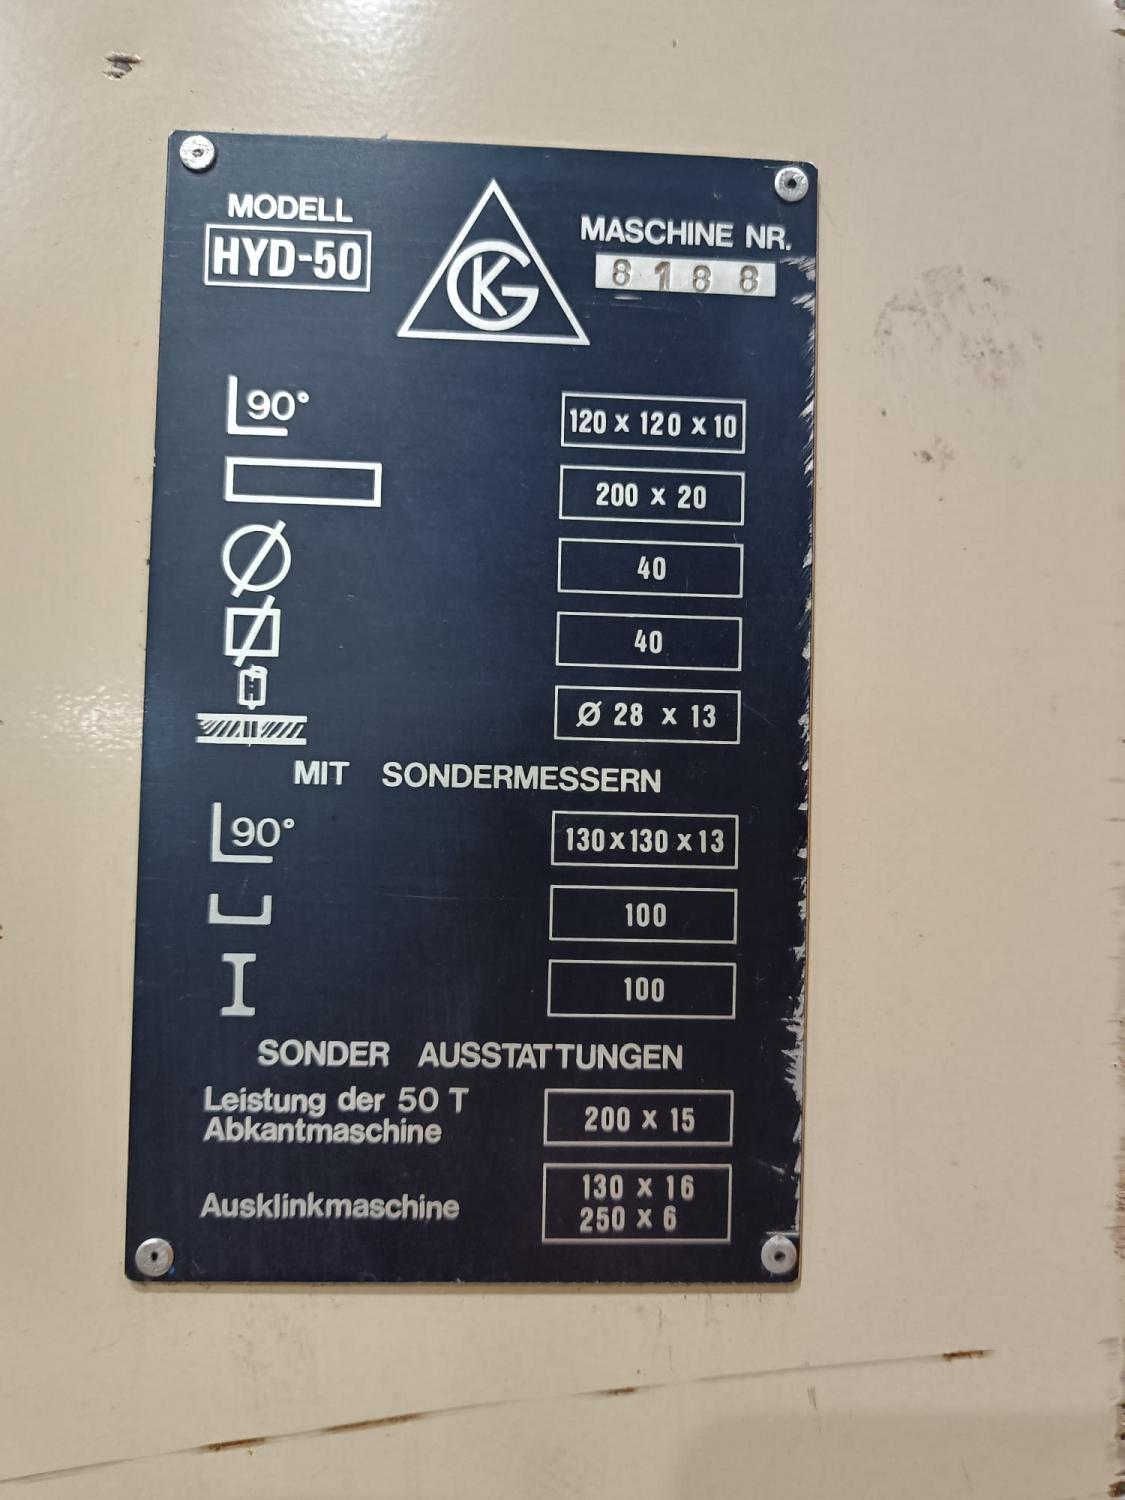 MODELL
HYD-50
KG
MASCHINE NR.
8188
90° 120 x 120 x 10
200 x 20
40
40
Ø 28 x 13
MIT SONDERMESSERN
90° 130 x 130 x 13
100
100
SONDER AUSSTATTUNGEN
Leistung der 50 T
Abkantmaschine 200 x 15
Ausklinkmaschine 130 x 16
250 x 6